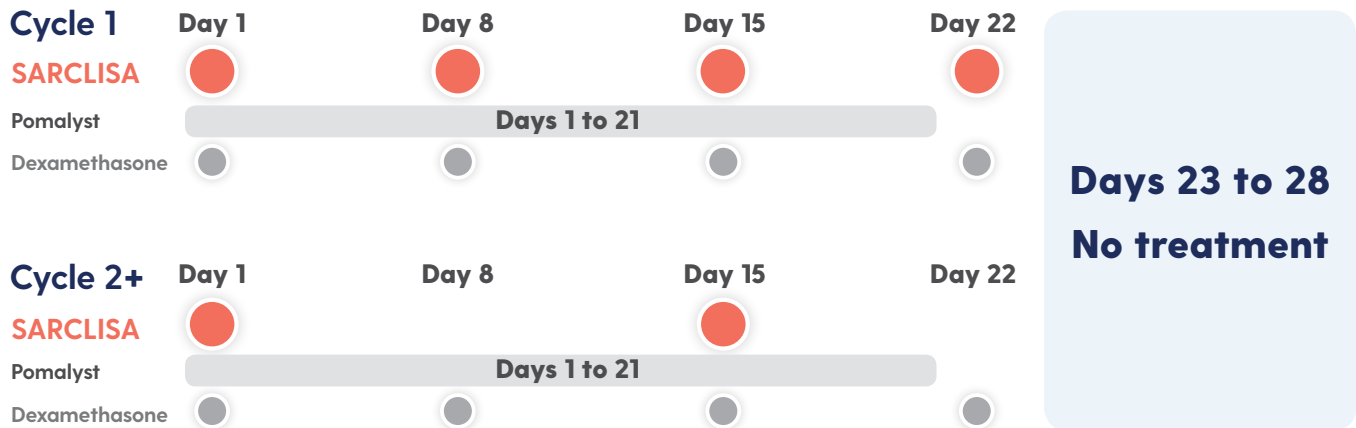 Cycle 1 Day 1 Day 8 Day 15 Day 22
SARCLISA
Pomalyst Days 1 to 21
Dexamethasone
Days 23 to 28
No treatment
Cycle 2+ Day 1 Day 8 Day 15 Day 22
SARCLISA
Pomalyst Days 1 to 21
Dexamethasone